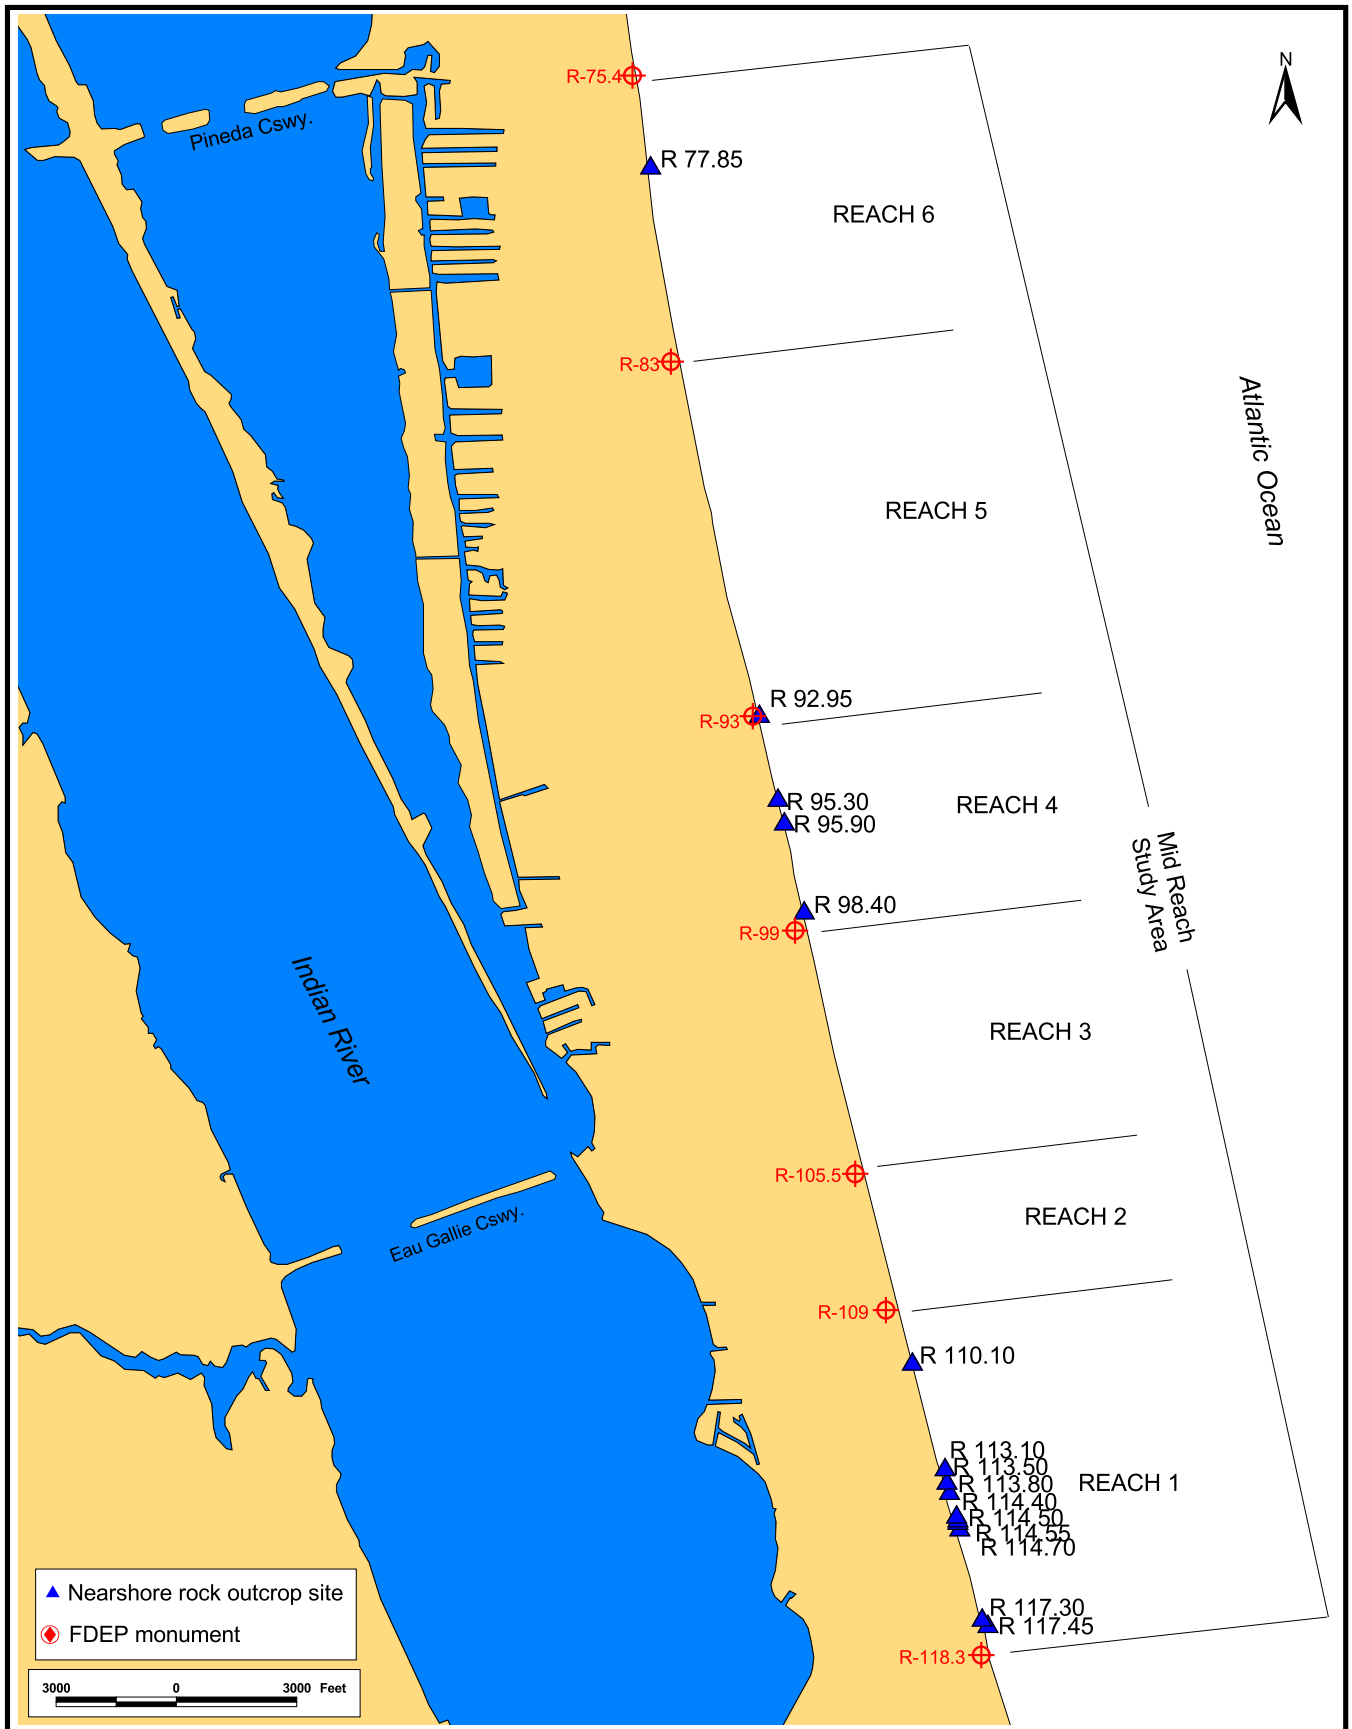 N
R-75.4
Pineda Cswy.
R 77.85
REACH 6
R-83
Atlantic Ocean
REACH 5
R 92.95
R-93
R 95.30
REACH 4
R 95.90
Mid Reach
Study Area
R 98.40
R-99
Indian River
REACH 3
R-105.5
REACH 2
Eau Gallie Cswy.
R-109
R 110.10
R 113.10
R 113.50
R 113.80
REACH 1
R 114.40
R 114.50
R 114.55
R 114.70
R 117.30
R 117.45
R-118.3
Nearshore rock outcrop site
FDEP monument
3000 0 3000 Feet